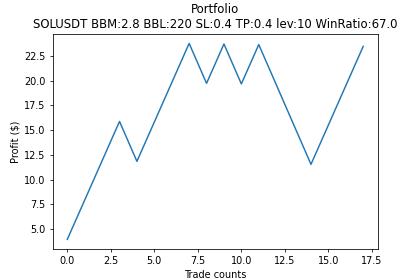 Portfolio
SOLUSDT BBM:2.8 BBL:220 SL:0.4 TP:0.4 lev:10 WinRatio:67.0
22.5
20.0
17.5
15.0
12.5
10.0
7.5
5.0
Profit ($)
0.0 2.5 5.0 7.5 10.0 12.5 15.0 17.5
Trade counts